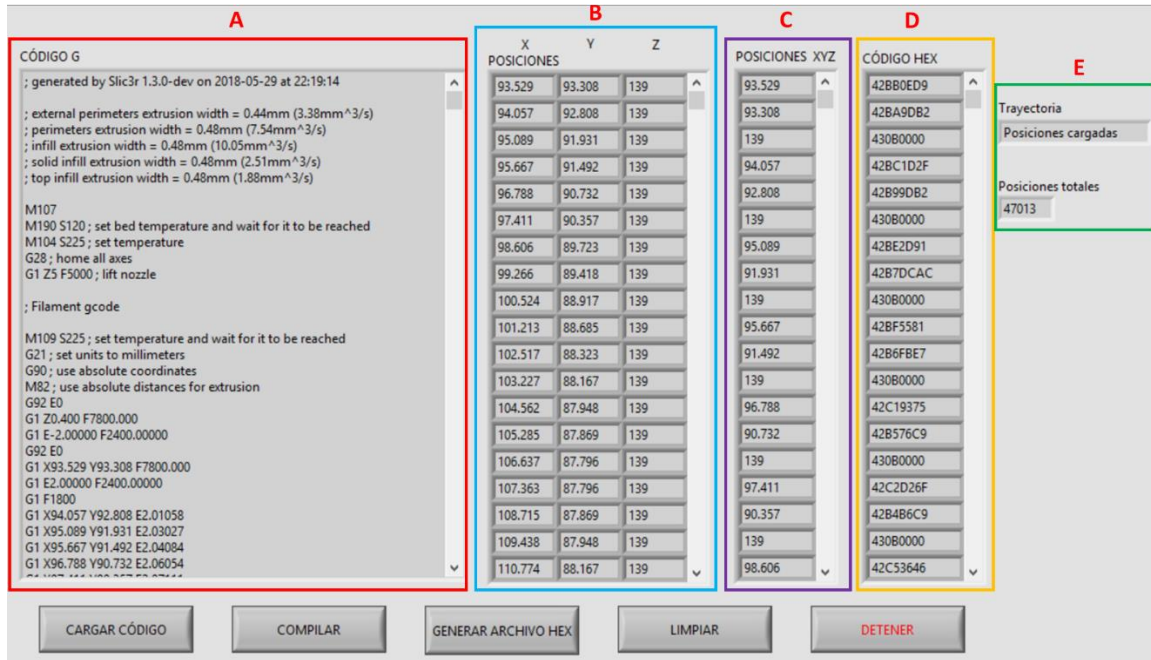 A
B
C
D
E
CÓDIGO G
; generated by Slic3r 1.3.0-dev on 2018-05-29 at 22:19:14
; external perimeters extrusion width = 0.44mm (3.38mm^3/s)
; perimeters extrusion width = 0.48mm (7.54mm^3/s)
; infill extrusion width = 0.48mm (10.05mm^3/s)
; solid infill extrusion width = 0.48mm (2.51mm^3/s)
; top infill extrusion width = 0.48mm (1.88mm^3/s)
M107
M190 S120 ; set bed temperature and wait for it to be reached
M104 S225 ; set temperature
G28 ; home all axes
G1 Z5 F5000 ; lift nozzle
; Filament gcode
M109 S225 ; set temperature and wait for it to be reached
G21 ; set units to millimeters
G90 ; use absolute coordinates
M82 ; use absolute distances for extrusion
G92 E0
G1 Z0.400 F7800.000
G1 E-2.00000 F2400.00000
G92 E0
G1 X93.529 Y93.308 F7800.000
G1 E2.00000 F2400.00000
G1 F1800
G1 X94.057 Y92.808 E2.01058
G1 X95.089 Y91.931 E2.03027
G1 X95.667 Y91.492 E2.04084
G1 X96.788 Y90.732 E2.06054
X Y Z
POSICIONES
93.529 93.308 139
94.057 92.808 139
95.089 91.931 139
95.667 91.492 139
96.788 90.732 139
97.411 90.357 139
98.606 89.723 139
99.266 89.418 139
100.524 88.917 139
101.213 88.685 139
102.517 88.323 139
103.227 88.167 139
104.562 87.948 139
105.285 87.869 139
106.637 87.796 139
107.363 87.796 139
108.715 87.869 139
109.438 87.948 139
110.774 88.167 139
POSICIONES XYZ
93.529
93.308
139
94.057
92.808
139
95.089
91.931
139
95.667
91.492
139
96.788
90.732
139
97.411
90.357
139
98.606
CÓDIGO HEX
42BB0ED9
42BA9DB2
430B0000
42BC1D2F
42B99DB2
430B0000
42BE2D91
42B7DCAC
430B0000
42BF5581
42B6FBE7
430B0000
42C19375
42B576C9
430B0000
42C2D26F
42B4B6C9
430B0000
42C53646
Trayectoria
Posiciones cargadas
Posiciones totales
47013
CARGAR CÓDIGO
COMPILAR
GENERAR ARCHIVO HEX
LIMPIAR
DETENER